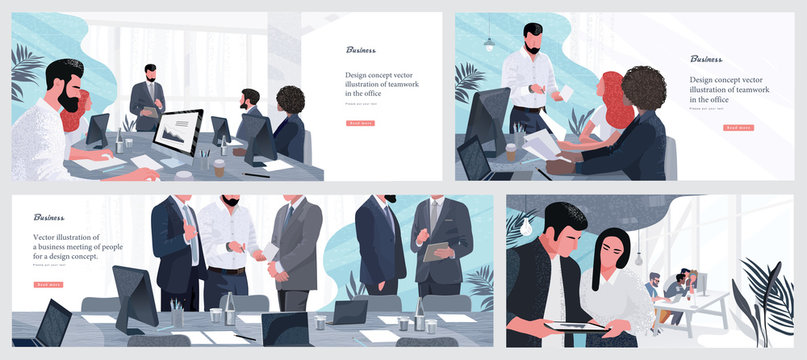 Business
Design concept vector
illustration of teamwork
in the office
Please put your text
Read more
Business
Design concept vector
illustration of teamwork
in the office
Please put your text
Read more
Business
Vector illustration of
a business meeting of people
for a design concept.
Please put your text
Read more